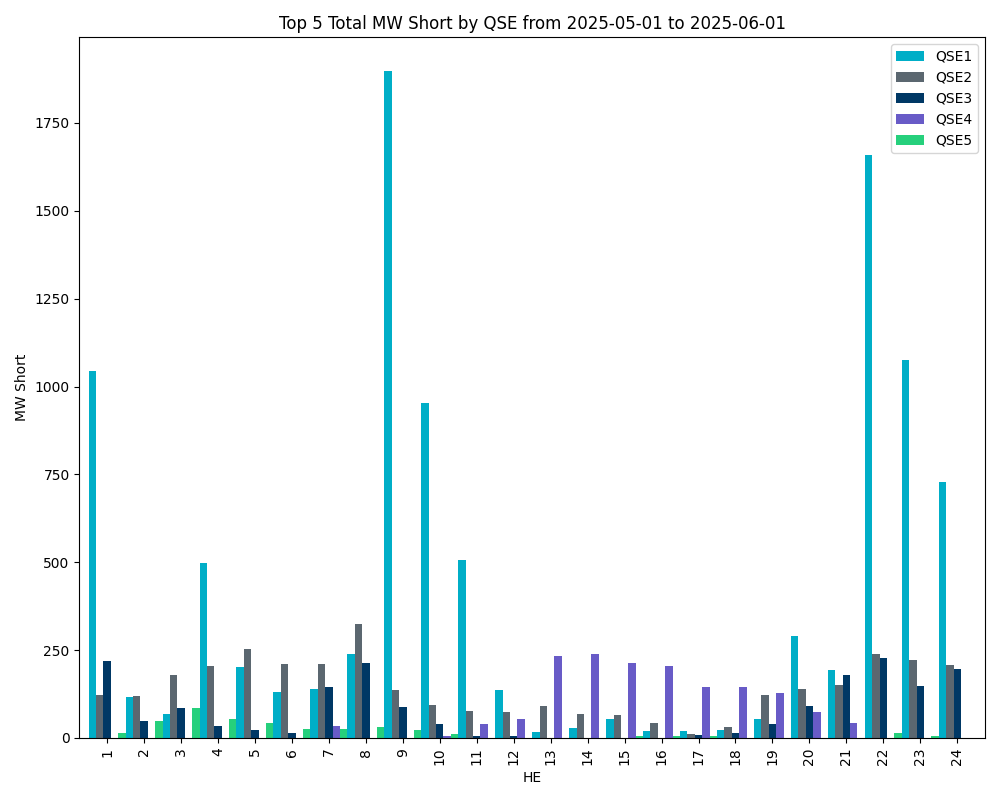 Top 5 Total MW Short by QSE from 2025-05-01 to 2025-06-01
QSE1
QSE2
QSE3
QSE4
QSE5
MW Short
1750
1500
1250
1000
750
500
250
0
1 2 3 4 5 6 7 8 9 10 11 12 13 14 15 16 17 18 19 20 21 22 23 24
HE